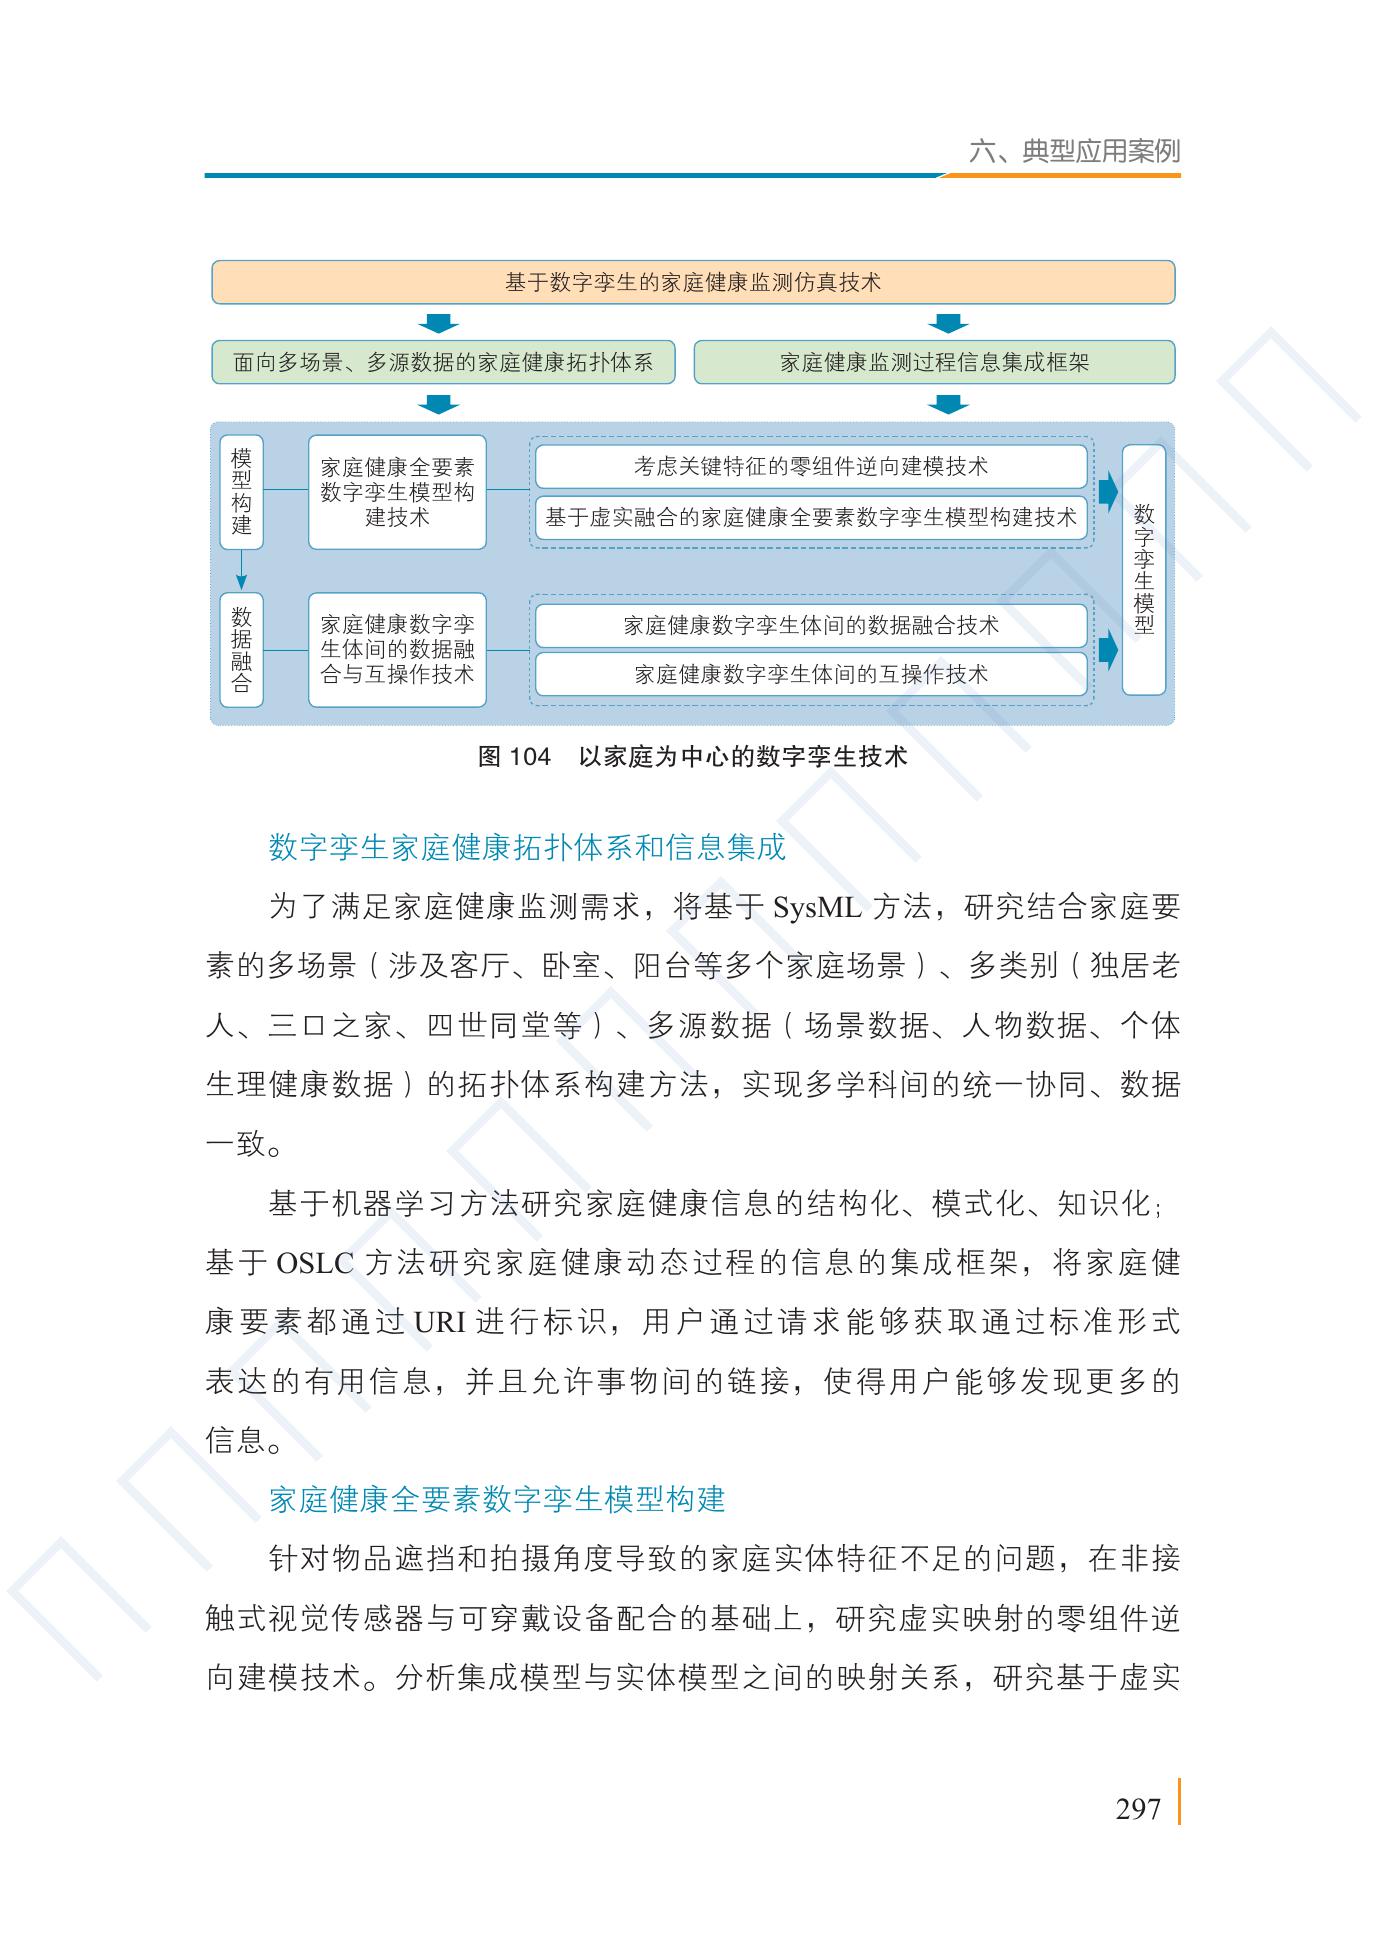 六、典型应用案例
基于数字孪生的家庭健康监测仿真技术
面向多场景、多源数据的家庭健康拓扑体系
家庭健康监测过程信息集成框架
模型构建
家庭健康全要素
数字孪生模型构
建技术
考虑关键特征的零组件逆向建模技术
基于虚实融合的家庭健康全要素数字孪生模型构建技术
数据融合
家庭健康数字孪
生体间的数据融
合与互操作技术
家庭健康数字孪生体间的数据融合技术
家庭健康数字孪生体间的互操作技术
数字孪生模型
图 104 以家庭为中心的数字孪生技术
数字孪生家庭健康拓扑体系和信息集成
为了满足家庭健康监测需求，将基于 SysML 方法，研究结合家庭要
素的多场景（涉及客厅、卧室、阳台等多个家庭场景）、多类别（独居老
人、三口之家、四世同堂等）、多源数据（场景数据、人物数据、个体
生理健康数据）的拓扑体系构建方法，实现多学科间的统一协同、数据
一致。
基于机器学习方法研究家庭健康信息的结构化、模式化、知识化；
基于 OSLC 方法研究家庭健康动态过程的信息的集成框架，将家庭健
康要素都通过 URI 进行标识，用户通过请求能够获取通过标准形式
表达的有用信息，并且允许事物间的链接，使得用户能够发现更多的
信息。
家庭健康全要素数字孪生模型构建
针对物品遮挡和拍摄角度导致的家庭实体特征不足的问题，在非接
触式视觉传感器与可穿戴设备配合的基础上，研究虚实映射的零组件逆
向建模技术。分析集成模型与实体模型之间的映射关系，研究基于虚实
297